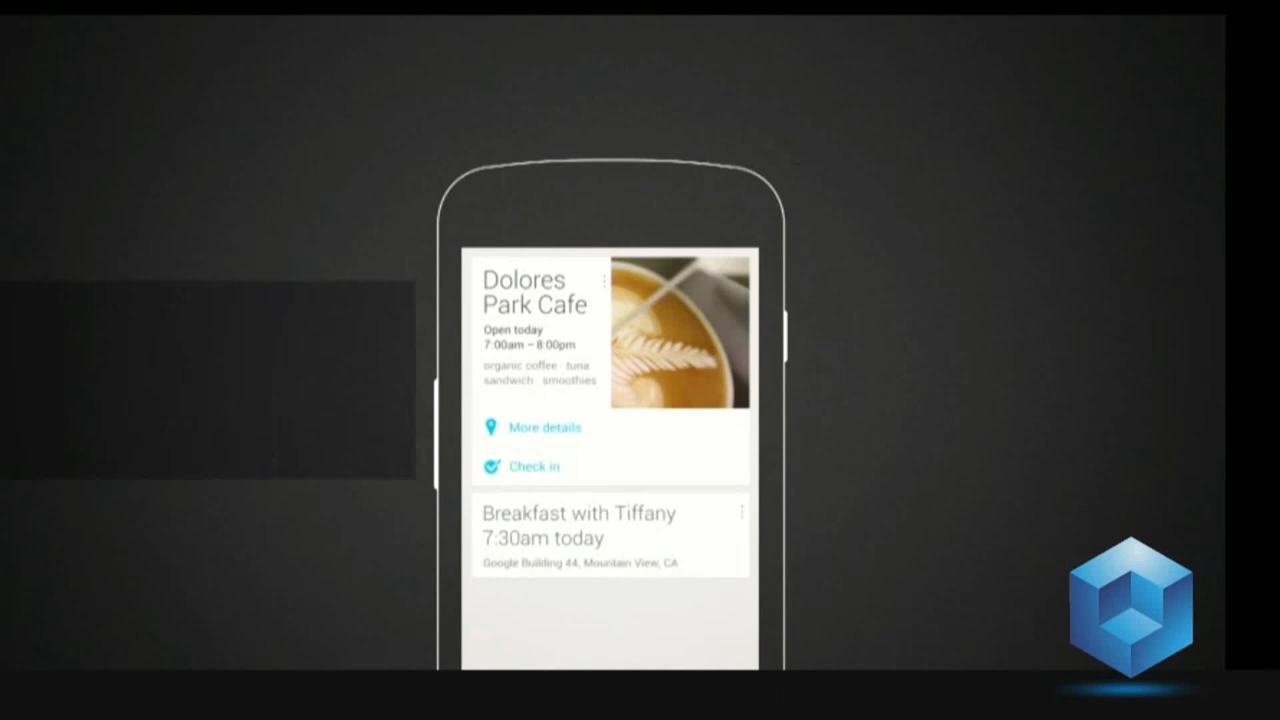 Dolores
Park Cafe
Open today
7:00am – 8:00pm
organic coffee · tuna
sandwich · smoothies
More details
Check in
Breakfast with Tiffany
7:30am today
Google Building 44, Mountain View, CA